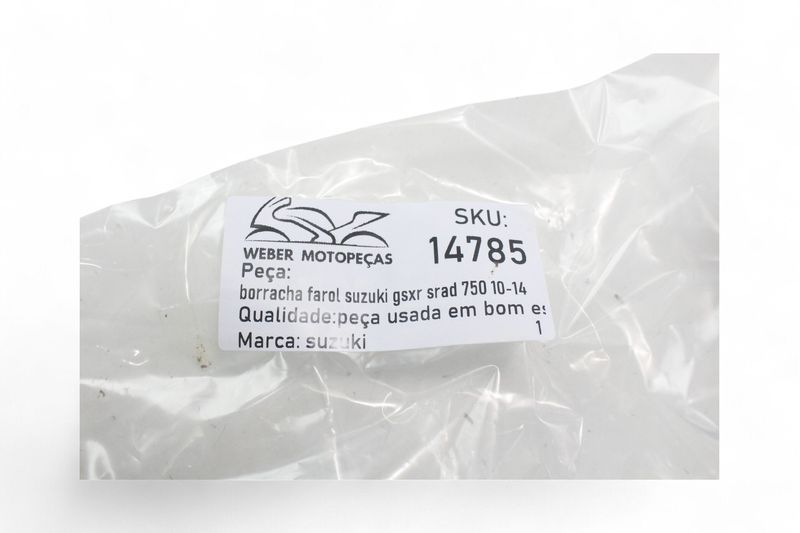 SKU:
14785
WEBER MOTOPEÇAS
Peça:
borracha farol suzuki gsxr srad 750 10-14
Qualidade:peça usada em bom es
1
Marca: suzuki